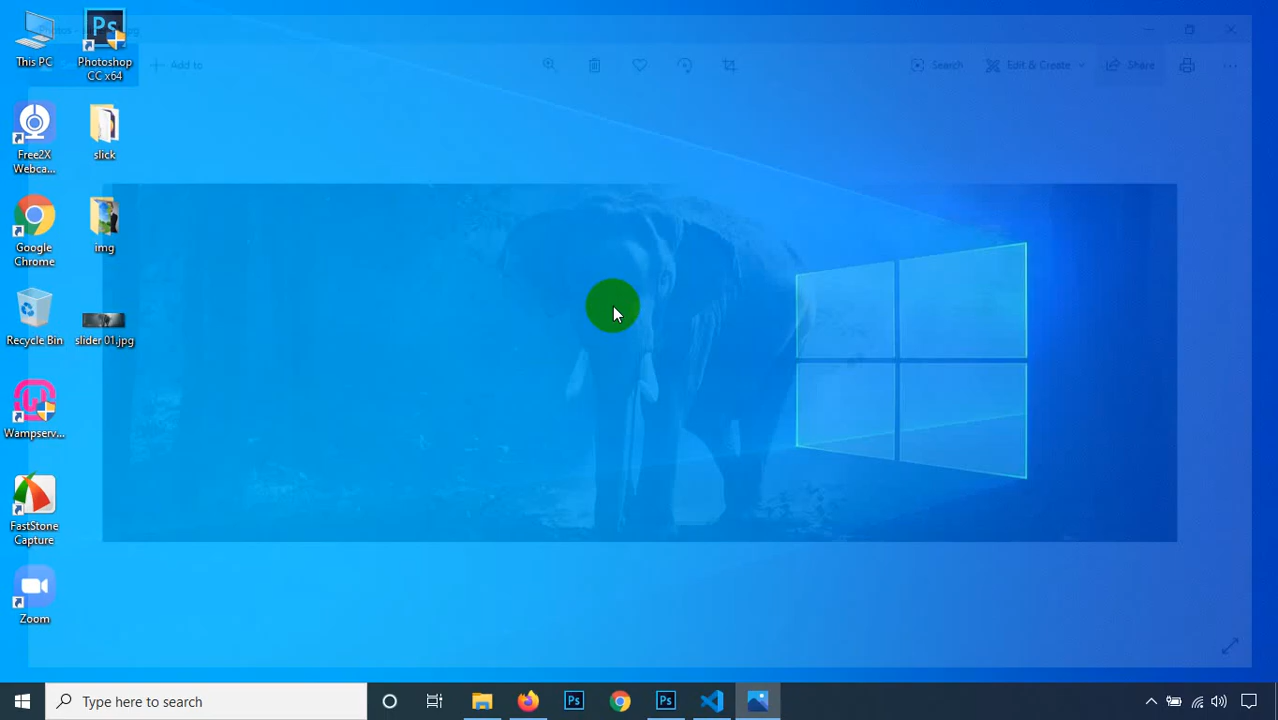 This PC
Photoshop
CC x64
Add to
Search
Edit & Create
Share
Free2X
Webca...
slick
Google
Chrome
img
Recycle Bin
slider 01.jpg
Wampserv...
FastStone
Capture
Zoom
Type here to search